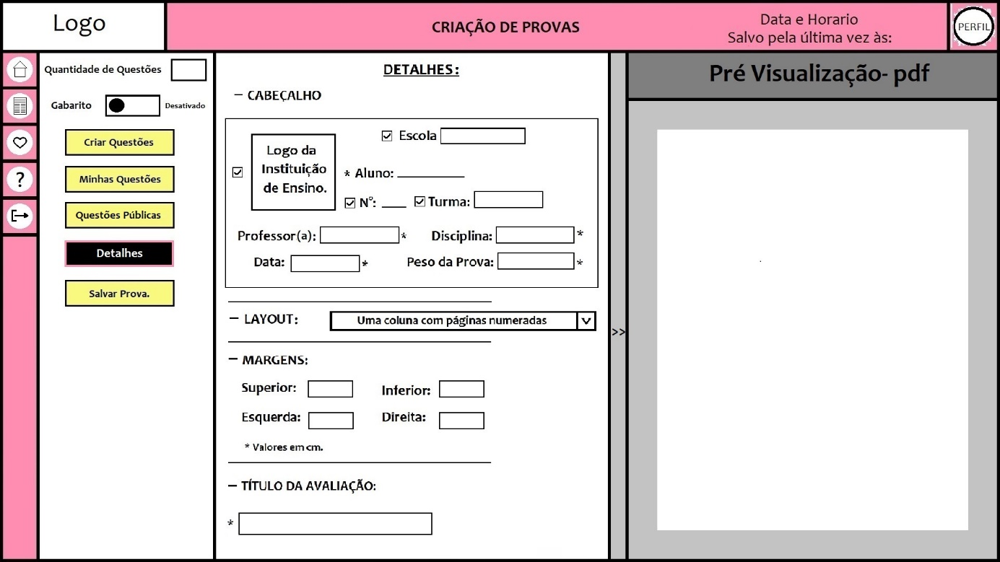 Logo
CRIAÇÃO DE PROVAS
Data e Horario
Salvo pela última vez às:
PERFIL
?
Quantidade de Questões
Gabarito
Desativado
Criar Questões
Minhas Questões
Questões Públicas
Detalhes
Salvar Prova.
DETALHES:
— CABEÇALHO
Logo da
Instituição
de Ensino.
Escola
* Aluno: __________
N°: ____ Turma:
Professor(a): * Disciplina: *
Data: * Peso da Prova: *
— LAYOUT: Uma coluna com páginas numeradas
— MARGENS:
Superior: Inferior:
Esquerda: Direita:
* Valores em cm.
— TÍTULO DA AVALIAÇÃO:
*
>>
Pré Visualização- pdf